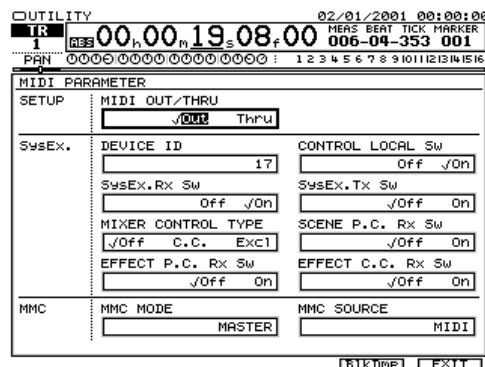 UTILITY 02/01/2001 00:00:00
TR 1 ABS 00h00m19s08f00 MEAS BEAT TICK MARKER
006-04-353 001
PAN 1 2 3 4 5 6 7 8 9 10 11 12 13 14 15 16
MIDI PARAMETER
SETUP MIDI OUT/THRU
√Out Thru
SysEx. DEVICE ID CONTROL LOCAL Sw
17 Off √On
SysEx.Rx Sw SysEx.Tx Sw
Off √On √Off On
MIXER CONTROL TYPE SCENE P.C. Rx Sw
√Off C.C. Excl √Off On
EFFECT P.C. Rx Sw EFFECT C.C. Rx Sw
√Off On √Off On
MMC MMC MODE MMC SOURCE
MASTER MIDI
BlkTme EXIT